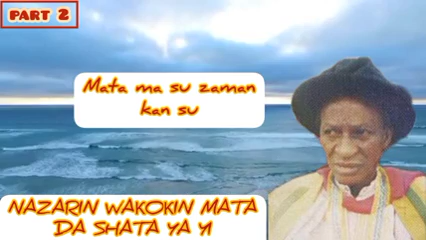 PART 2
Mata ma su zaman
kan su
NAZARIN WAKOKIN MATA
DA SHATA YA YI